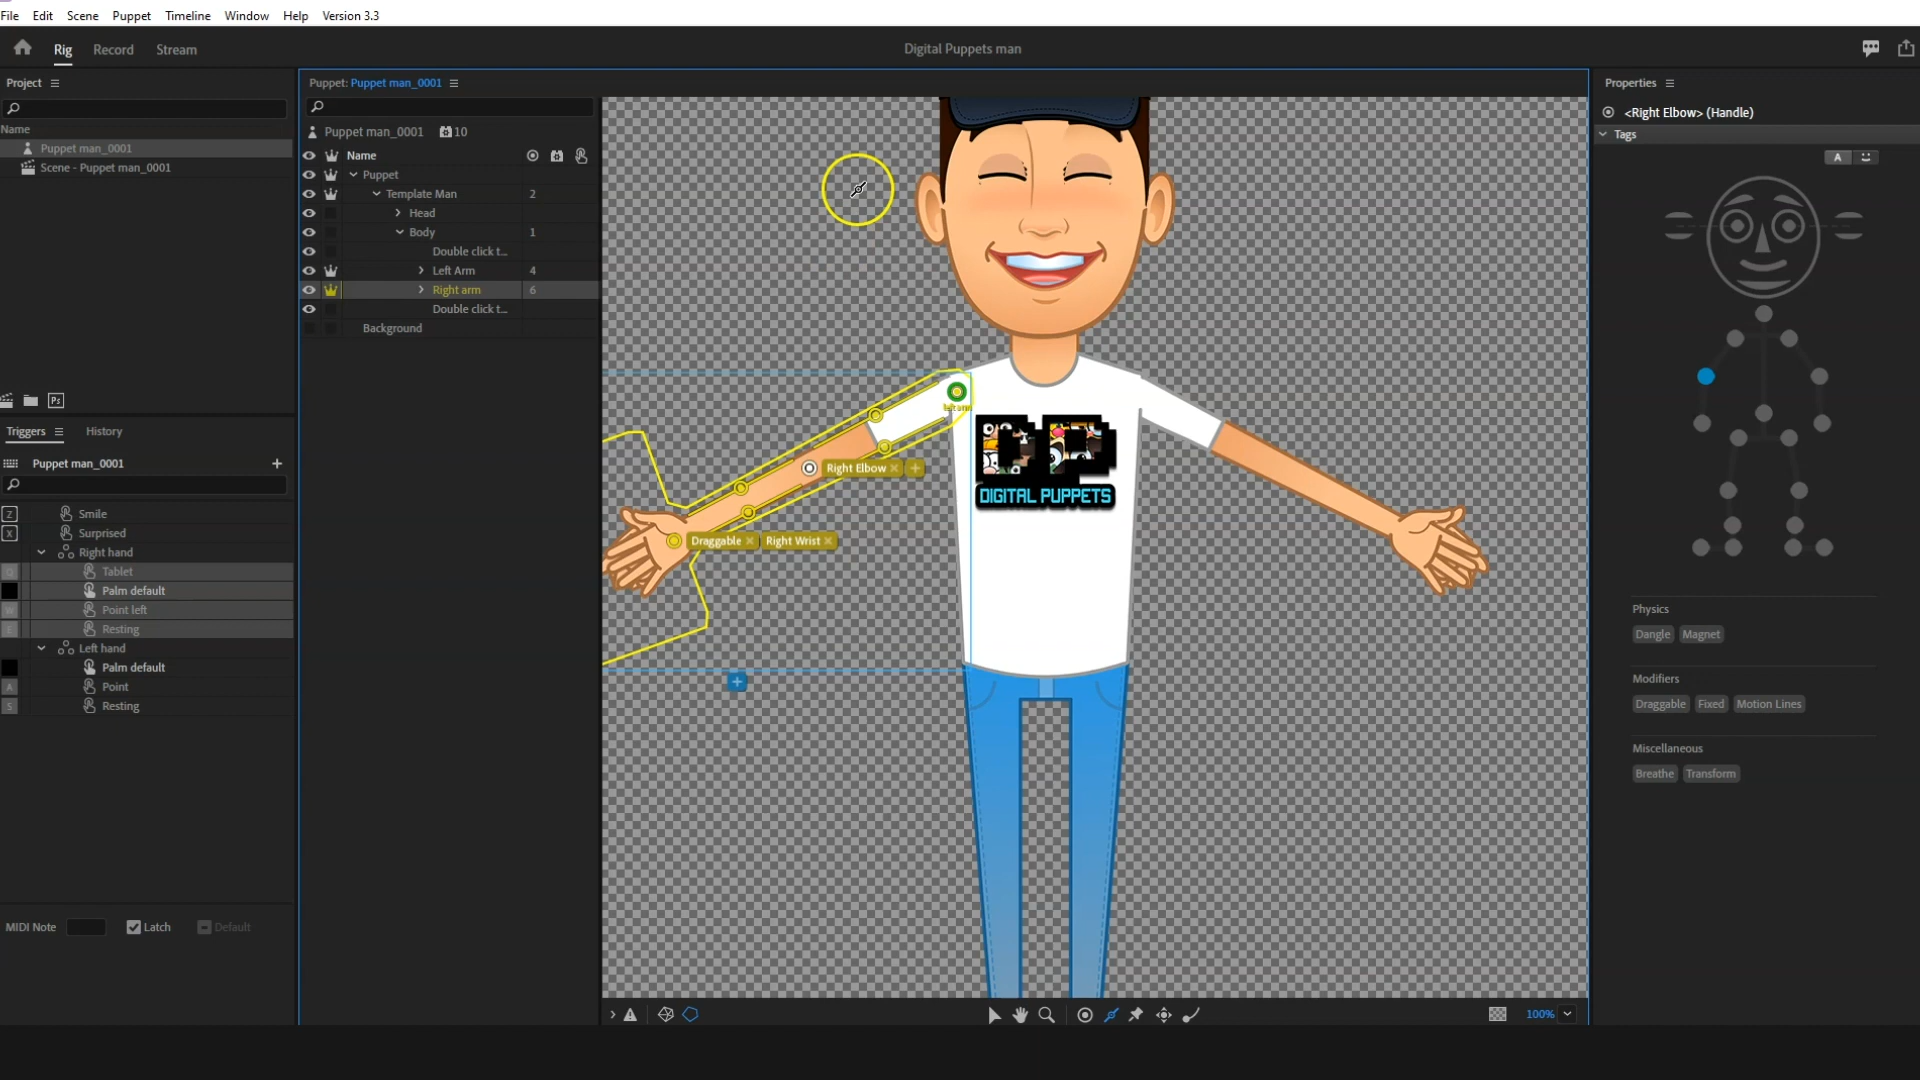 File Edit Scene Puppet Timeline Window Help Version 3.3
Rig Record Stream
Digital Puppets man
Project
Name
Puppet man_0001
Scene - Puppet man_0001
Ps
Triggers History
Puppet man_0001
Z Smile
X Surprised
Right hand
Tablet
Palm default
Point left
Resting
Left hand
Palm default
A Point
S Resting
MIDI Note Latch Default
Puppet: Puppet man_0001
Puppet man_0001 10
Name
Puppet
Template Man 2
Head
Body 1
Double click t...
Left Arm 4
Right arm 6
Double click t...
Background
DP
DIGITAL PUPPETS
Right Elbow × +
Draggable × Right Wrist ×
+
100%
Properties
<Right Elbow> (Handle)
Tags
A
Physics
Dangle Magnet
Modifiers
Draggable Fixed Motion Lines
Miscellaneous
Breathe Transform